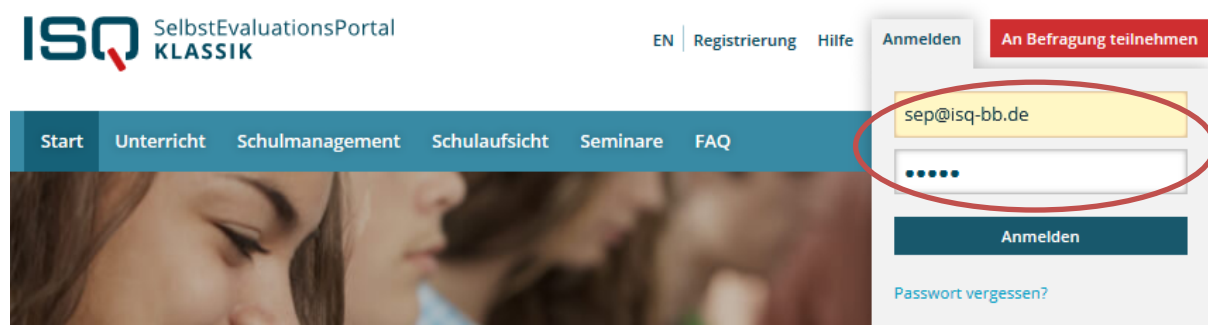 ISQ SelbstEvaluationsPortal
KLASSIK
EN Registrierung Hilfe Anmelden An Befragung teilnehmen
sep@isq-bb.de
•••••
Anmelden
Passwort vergessen?
Start Unterricht Schulmanagement Schulaufsicht Seminare FAQ